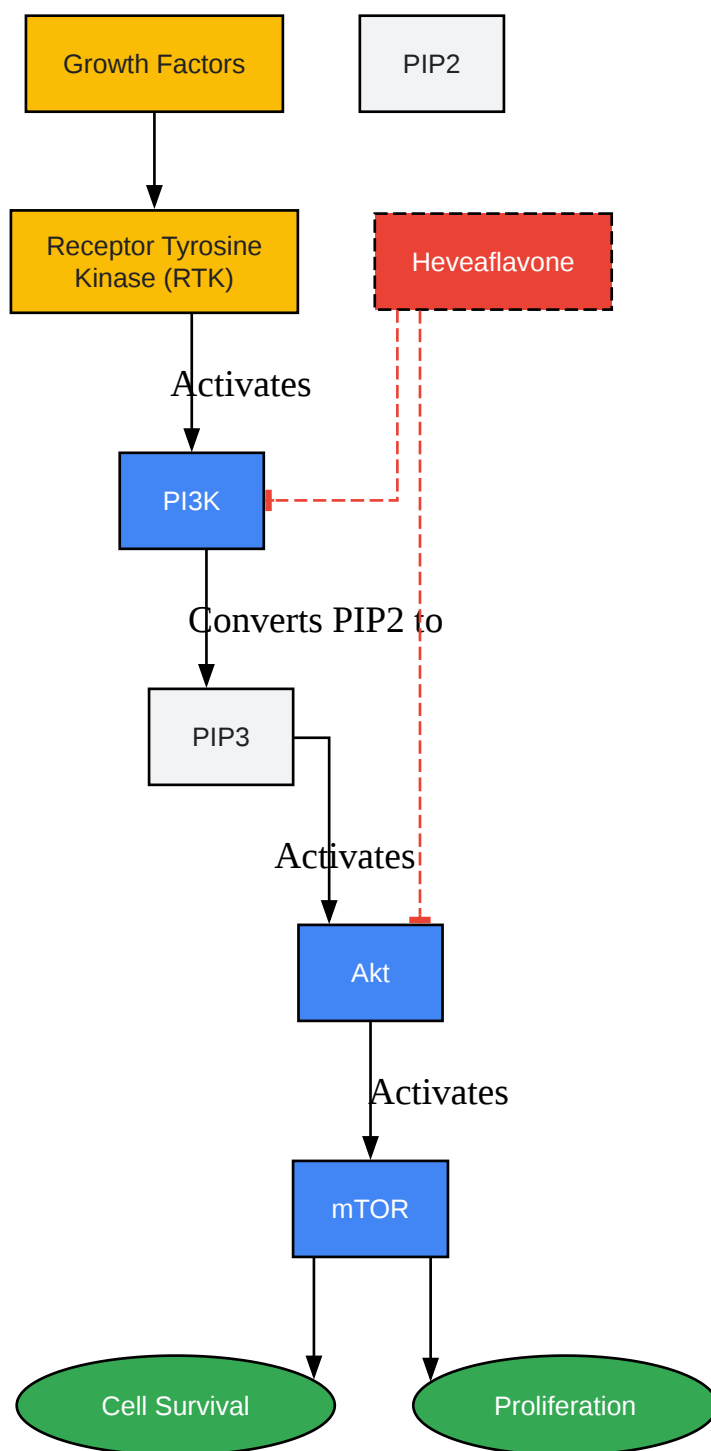 Growth Factors
PIP2
Receptor Tyrosine
Kinase (RTK)
Heveaflavone
Activates
PI3K
Converts PIP2 to
PIP3
Activates
Akt
Activates
mTOR
Cell Survival
Proliferation